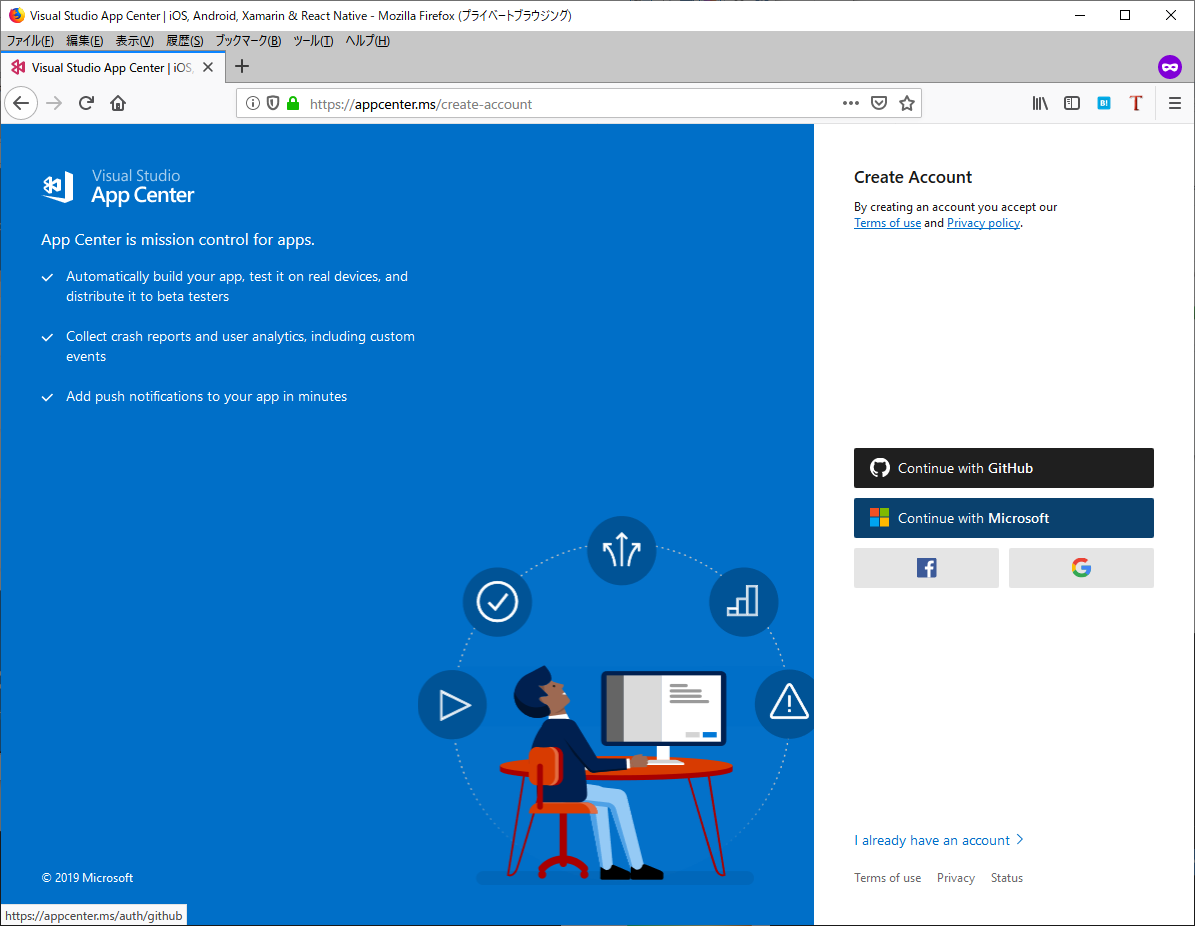 Visual Studio App Center | iOS, Android, Xamarin & React Native - Mozilla Firefox (プライベートブラウジング)
ファイル(F) 編集(E) 表示(V) 履歴(S) ブックマーク(B) ツール(T) ヘルプ(H)
Visual Studio App Center | iOS,
https://appcenter.ms/create-account
B!
T
Visual Studio
App Center
App Center is mission control for apps.
Automatically build your app, test it on real devices, and
distribute it to beta testers
Collect crash reports and user analytics, including custom
events
Add push notifications to your app in minutes
© 2019 Microsoft
Create Account
By creating an account you accept our
Terms of use and Privacy policy.
Continue with GitHub
Continue with Microsoft
I already have an account
Terms of use Privacy Status
https://appcenter.ms/auth/github